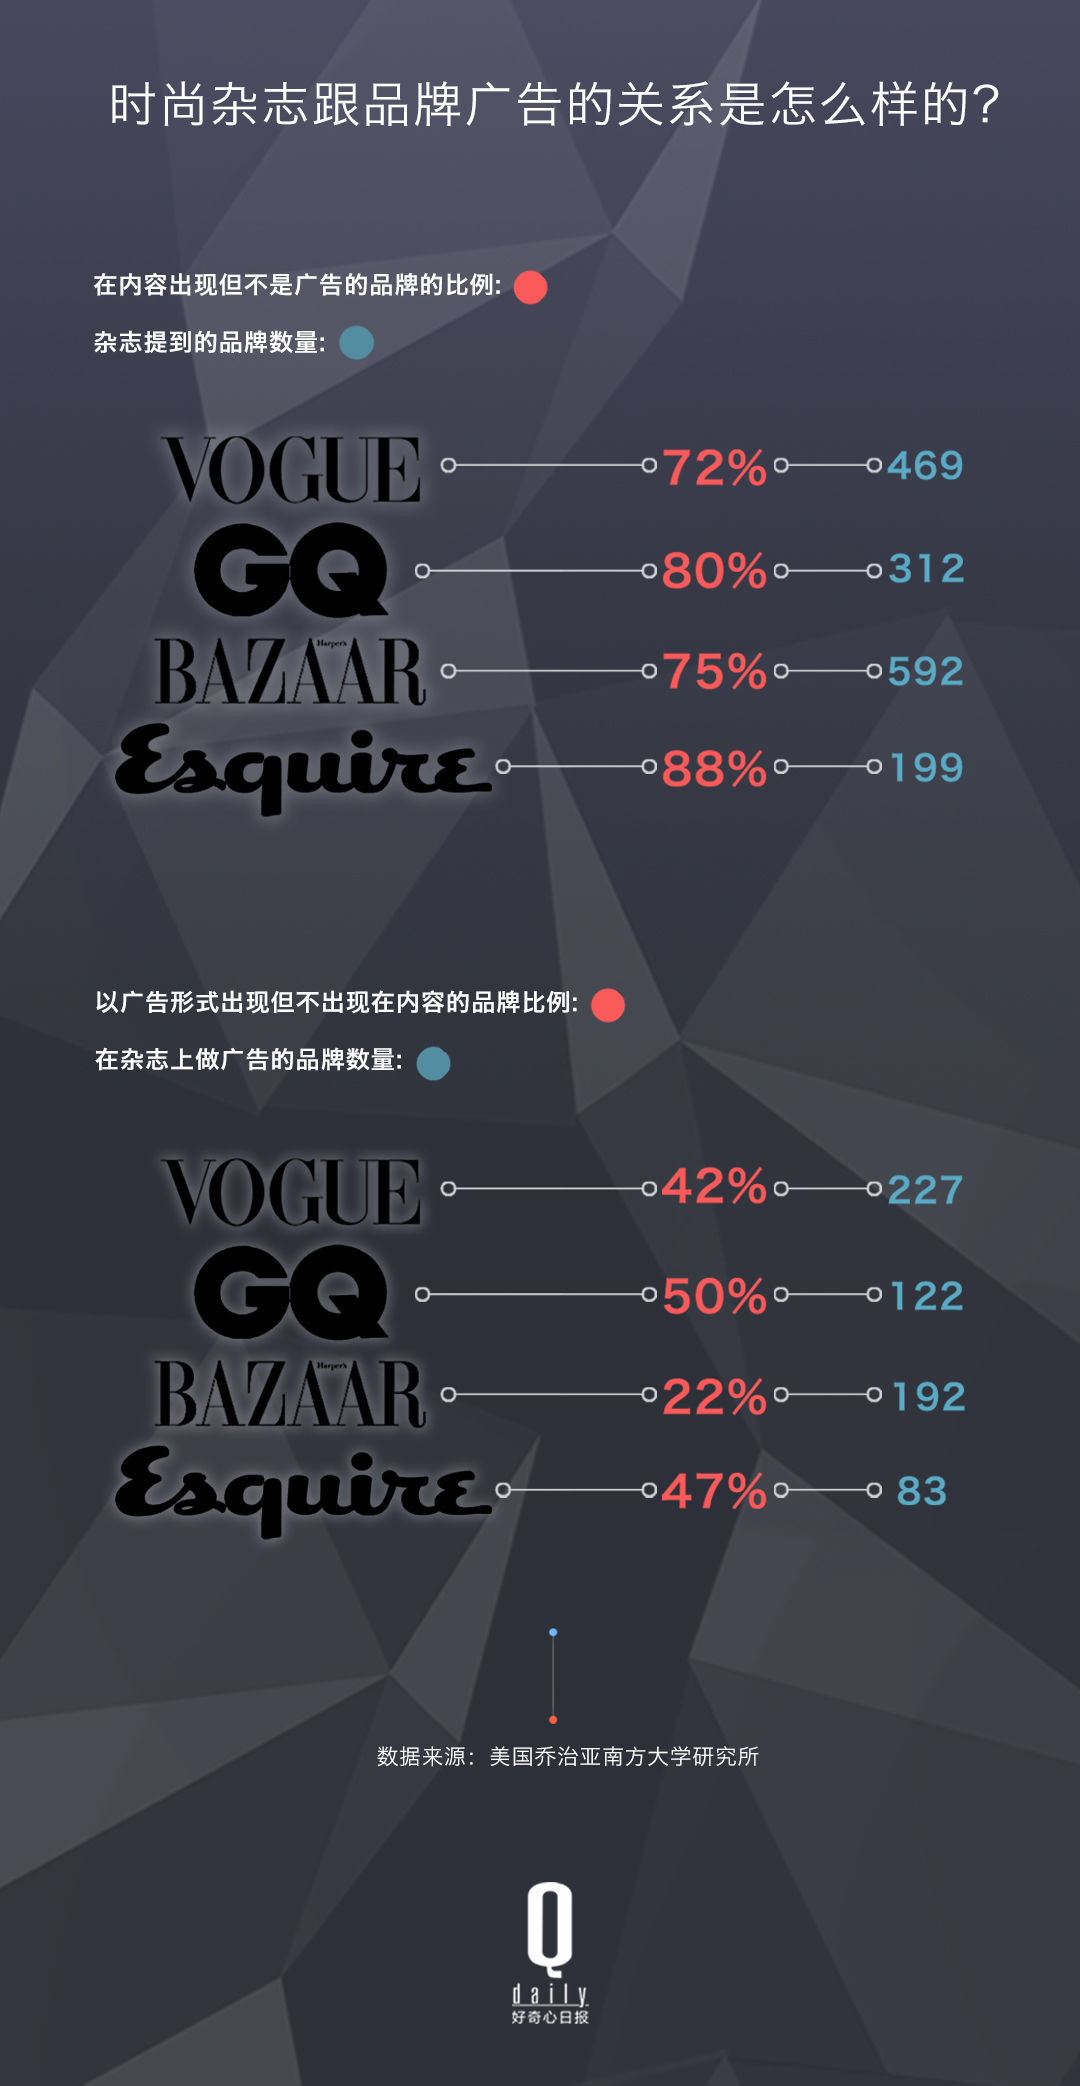 时尚杂志跟品牌广告的关系是怎么样的?
在内容出现但不是广告的品牌的比例:
杂志提到的品牌数量:
VOGUE 72% 469
GQ 80% 312
Harper's BAZAAR 75% 592
Esquire 88% 199
以广告形式出现但不出现在内容的品牌比例:
在杂志上做广告的品牌数量:
VOGUE 42% 227
GQ 50% 122
Harper's BAZAAR 22% 192
Esquire 47% 83
数据来源：美国乔治亚南方大学研究所
Q
daily
好奇心日报